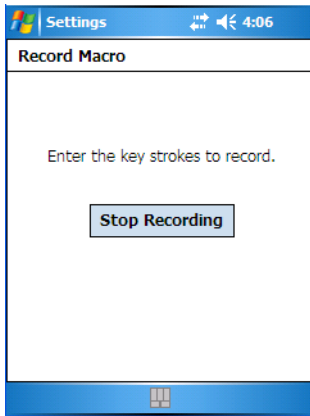 Settings 4:06
Record Macro
Enter the key strokes to record.
Stop Recording